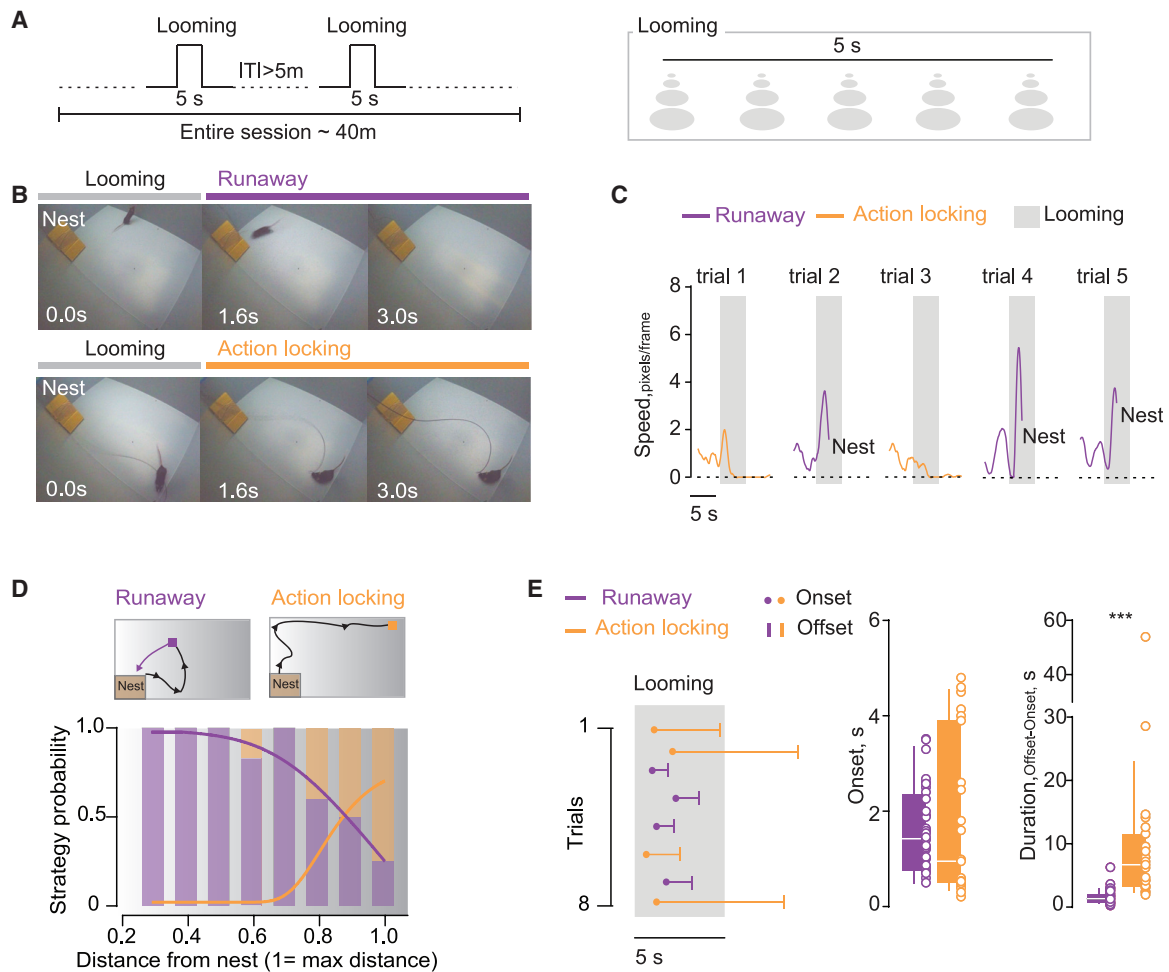 A
Looming
Looming
ITI>5m
5 s
5 s
Entire session ~ 40m
Looming
5 s
B
Looming
Runaway
Nest
0.0s
1.6s
3.0s
Looming
Action locking
Nest
0.0s
1.6s
3.0s
C
Runaway
Action locking
Looming
trial 1
trial 2
trial 3
trial 4
trial 5
8
6
4
2
0
Speed,pixels/frame
Nest
Nest
Nest
5 s
D
Runaway
Action locking
Nest
Nest
1.0
0.5
0
Strategy probability
0.2
0.4
0.6
0.8
1.0
Distance from nest (1= max distance)
E
Runaway
Action locking
Onset
Offset
Looming
1
8
Trials
5 s
6
4
2
0
Onset, s
60
40
30
20
10
0
Duration,Offset-Onset, s
***